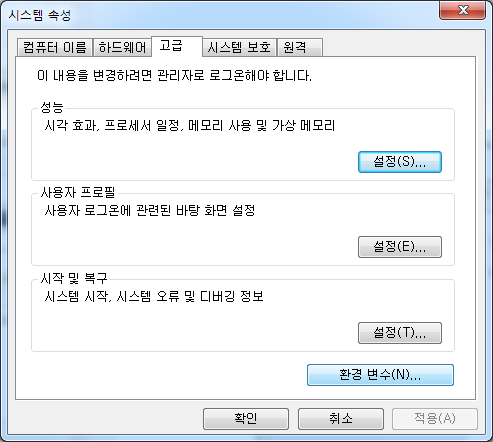 시스템 속성
컴퓨터 이름 하드웨어 고급 시스템 보호 원격
이 내용을 변경하려면 관리자로 로그온해야 합니다.
성능
시각 효과, 프로세서 일정, 메모리 사용 및 가상 메모리
설정(S)...
사용자 프로필
사용자 로그온에 관련된 바탕 화면 설정
설정(E)...
시작 및 복구
시스템 시작, 시스템 오류 및 디버깅 정보
설정(T)...
환경 변수(N)...
확인 취소 적용(A)